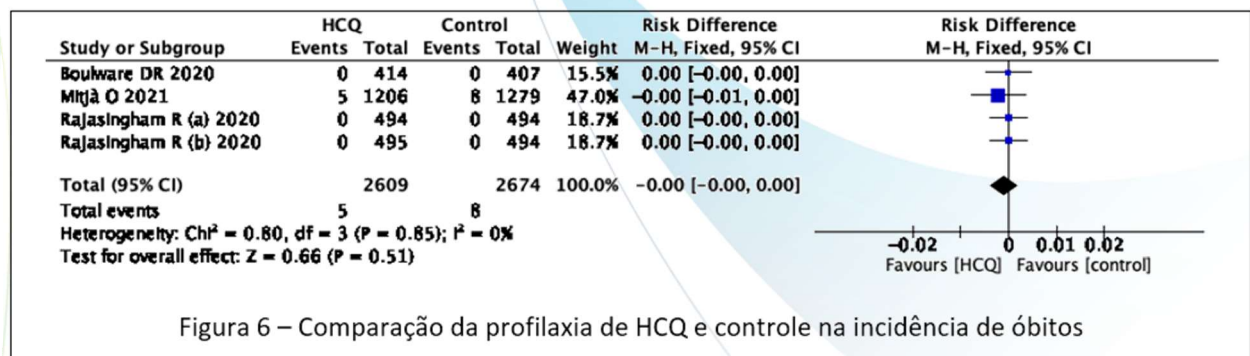 HCQ Control Risk Difference Risk Difference
Study or Subgroup Events Total Events Total Weight M-H, Fixed, 95% CI M-H, Fixed, 95% CI
Boulware DR 2020 0 414 0 407 15.5% 0.00 [-0.00, 0.00]
Mitjà O 2021 5 1206 8 1279 47.0% -0.00 [-0.01, 0.00]
Rajasingham R (a) 2020 0 494 0 494 18.7% 0.00 [-0.00, 0.00]
Rajasingham R (b) 2020 0 495 0 494 18.7% 0.00 [-0.00, 0.00]
Total (95% CI) 2609 2674 100.0% -0.00 [-0.00, 0.00]
Total events 5 8
Heterogeneity: Chi² = 0.80, df = 3 (P = 0.85); I² = 0%
Test for overall effect: Z = 0.66 (P = 0.51)
-0.02 0 0.01 0.02
Favours [HCQ] Favours [control]
Figura 6 – Comparação da profilaxia de HCQ e controle na incidência de óbitos